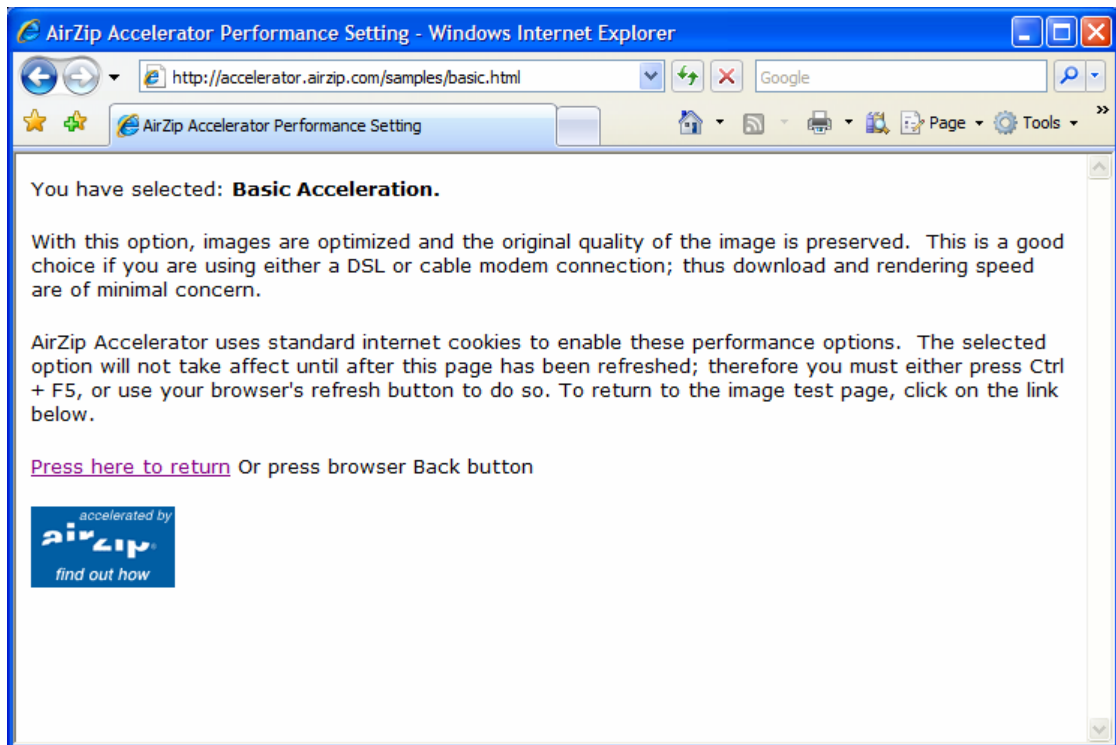 AirZip Accelerator Performance Setting - Windows Internet Explorer
http://accelerator.airzip.com/samples/basic.html
Google
AirZip Accelerator Performance Setting
Page
Tools
»
You have selected: Basic Acceleration.
With this option, images are optimized and the original quality of the image is preserved.  This is a good
choice if you are using either a DSL or cable modem connection; thus download and rendering speed
are of minimal concern.
AirZip Accelerator uses standard internet cookies to enable these performance options.  The selected
option will not take affect until after this page has been refreshed; therefore you must either press Ctrl
+ F5, or use your browser's refresh button to do so. To return to the image test page, click on the link
below.
Press here to return Or press browser Back button
accelerated by
airzip®
find out how